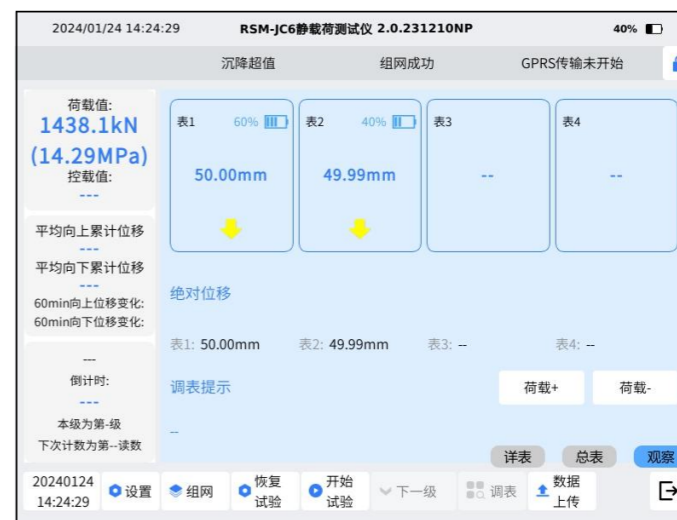 2024/01/24 14:24:29 RSM-JC6静载荷测试仪 2.0.231210NP 40%
沉降超值 组网成功 GPRS传输未开始
荷载值:
1438.1kN
(14.29MPa)
控载值:
---
平均向上累计位移
---
平均向下累计位移
---
60min向上位移变化:
60min向下位移变化:
---
倒计时:
---
本级为第-级
下次计数为第--读数
表1 60% 表2 40% 表3 表4
50.00mm 49.99mm -- --
绝对位移
表1: 50.00mm 表2: 49.99mm 表3: -- 表4: --
调表提示 荷载+ 荷载-
--
详表 总表 观察
20240124
14:24:29
设置
组网
恢复
试验
开始
试验
下一级
调表
数据
上传